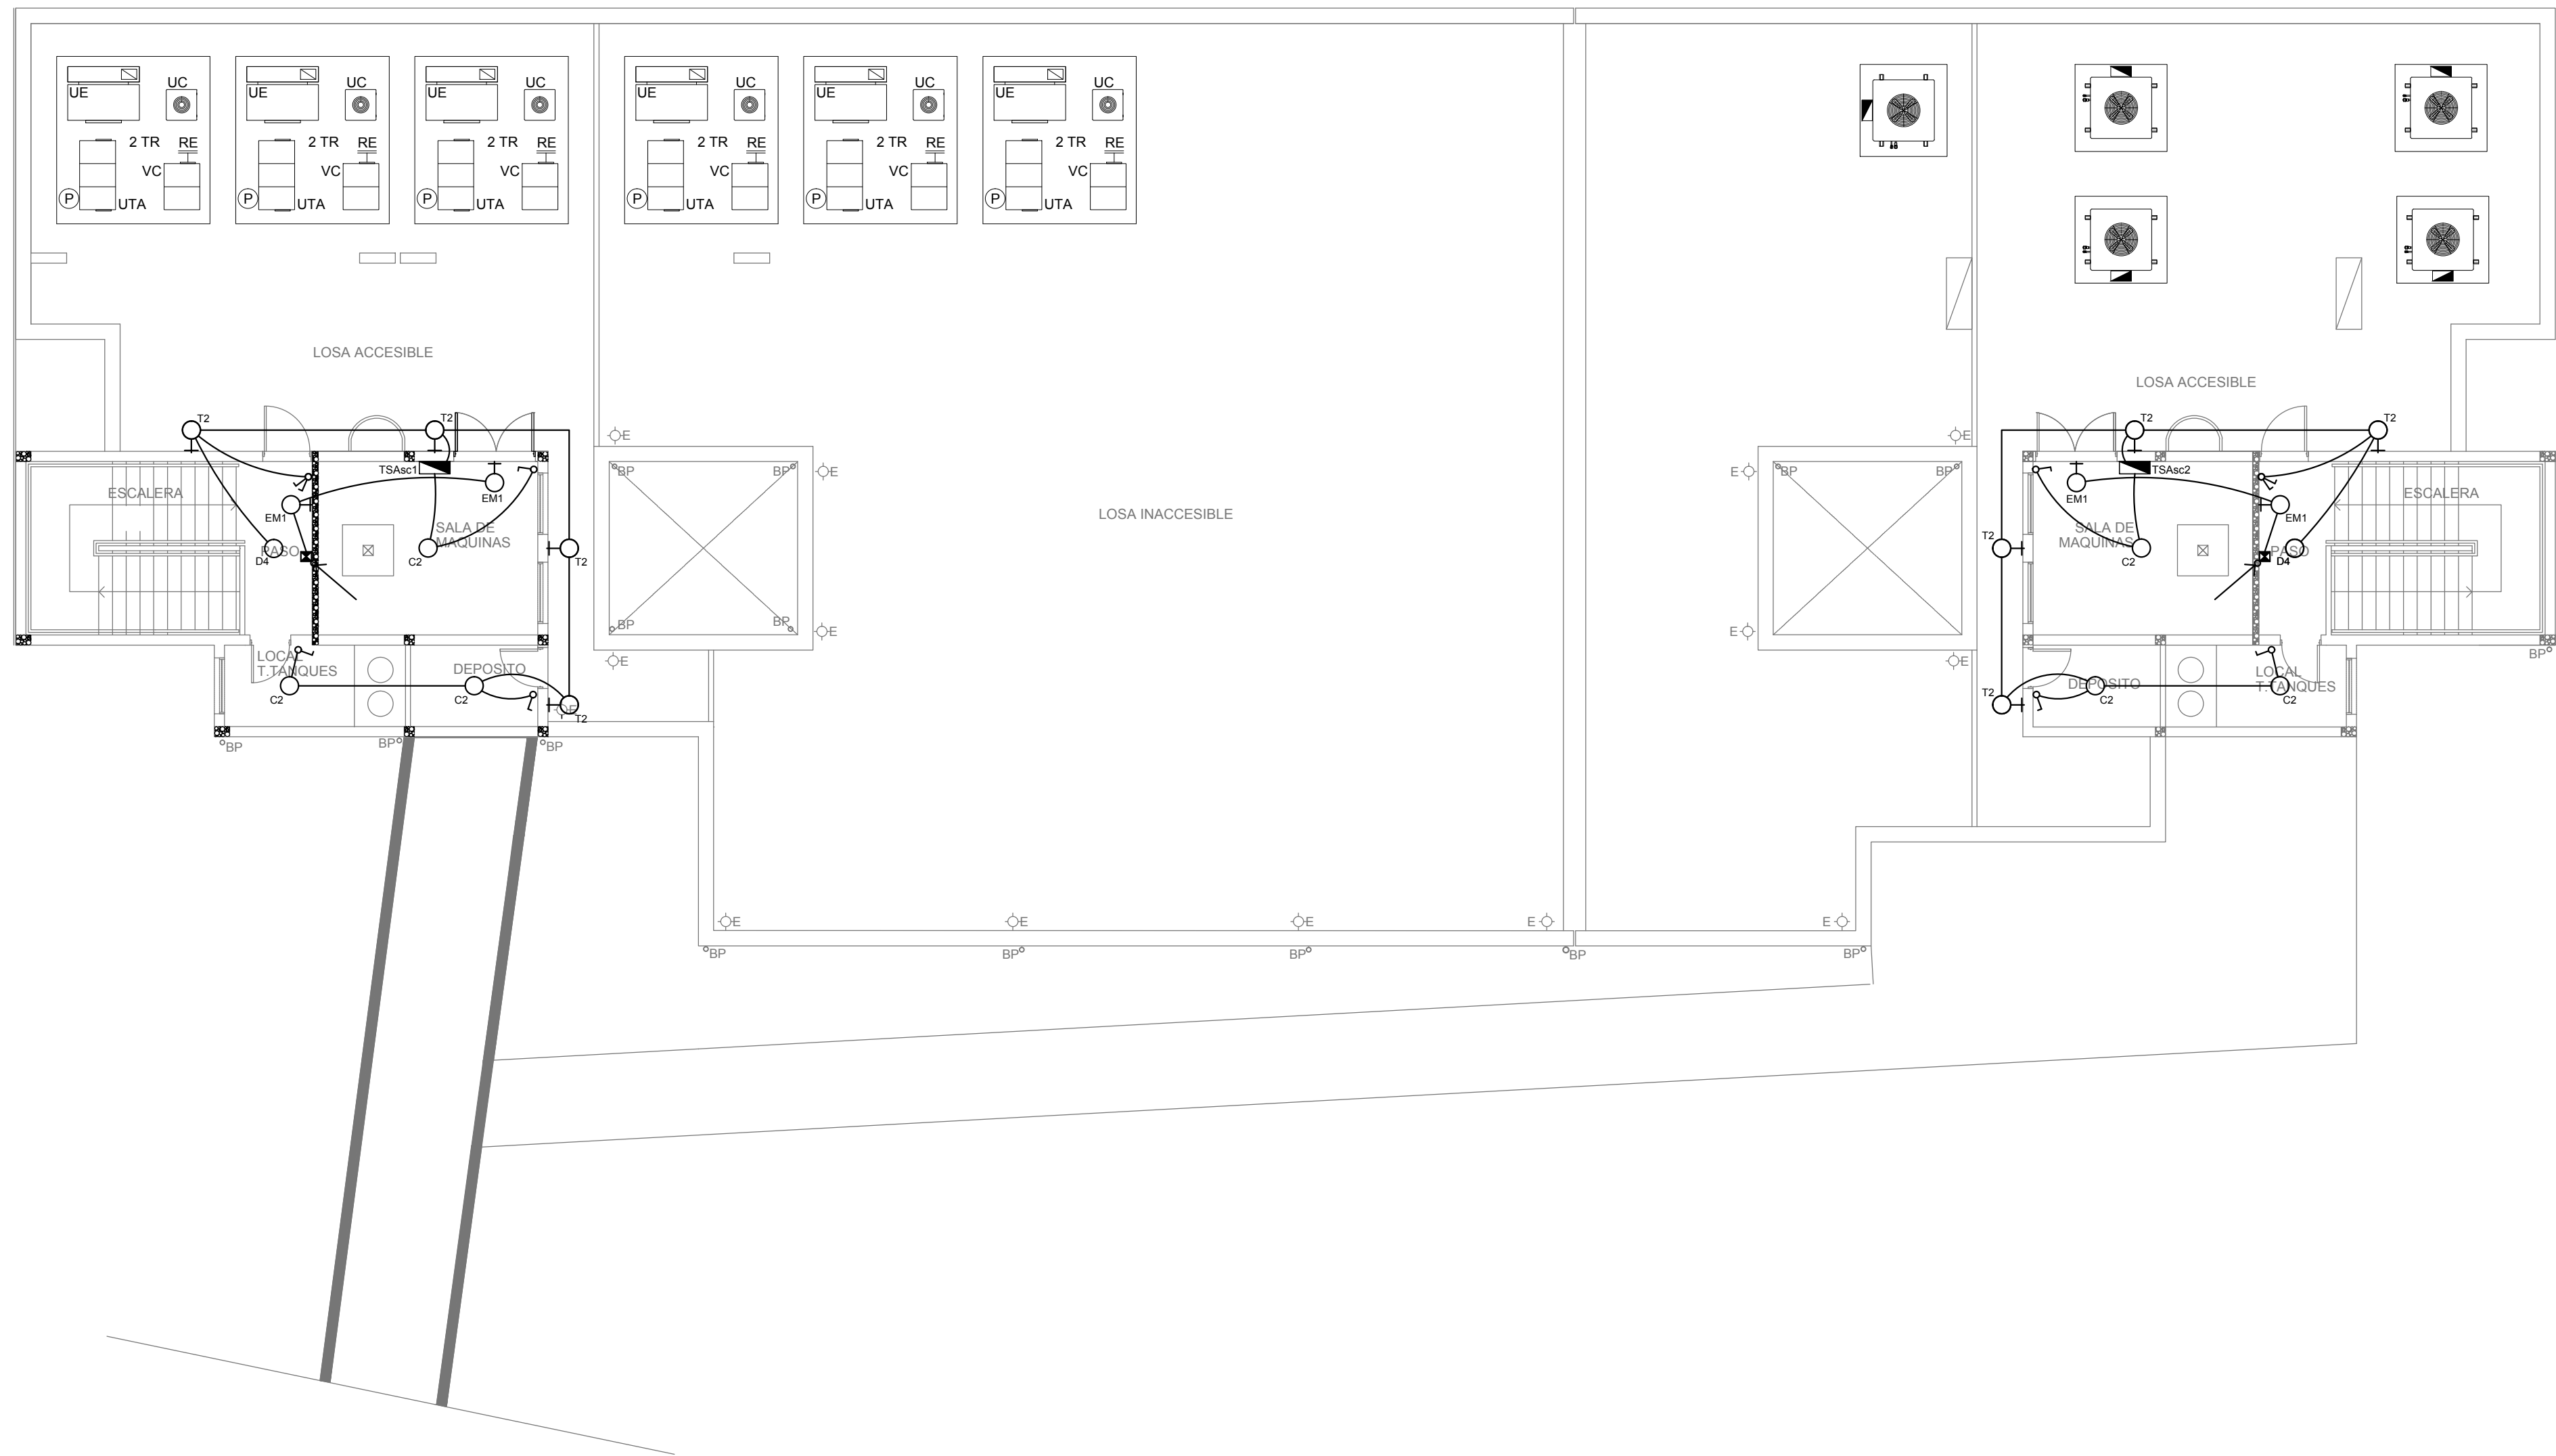 UC
UE
2 TR
RE
VC
P
UTA
UC
UE
2 TR
RE
VC
P
UTA
UC
UE
2 TR
RE
VC
P
UTA
UC
UE
2 TR
RE
VC
P
UTA
UC
UE
2 TR
RE
VC
P
UTA
UC
UE
2 TR
RE
VC
P
UTA
LOSA ACCESIBLE
LOSA ACCESIBLE
T2
T2
T2
T2
E
E
TSAsc1
BP
BP
E
E
BP
BP
TSAsc2
ESCALERA
EM1
EM1
ESCALERA
EM1
EM1
LOSA INACCESIBLE
SALA DE
MAQUINAS
SALA DE
MAQUINAS
T2
PASO
D4
C2
T2
C2
PASO
D4
BP
BP
E
E
LOCAL
T.TANQUES
DEPOSITO
E
E
BP
DEPOSITO
LOCAL
T.TANQUES
C2
C2
T2
C2
C2
E
T2
BP
BP
BP
E
E
E
E
E
BP
BP
BP
BP
BP